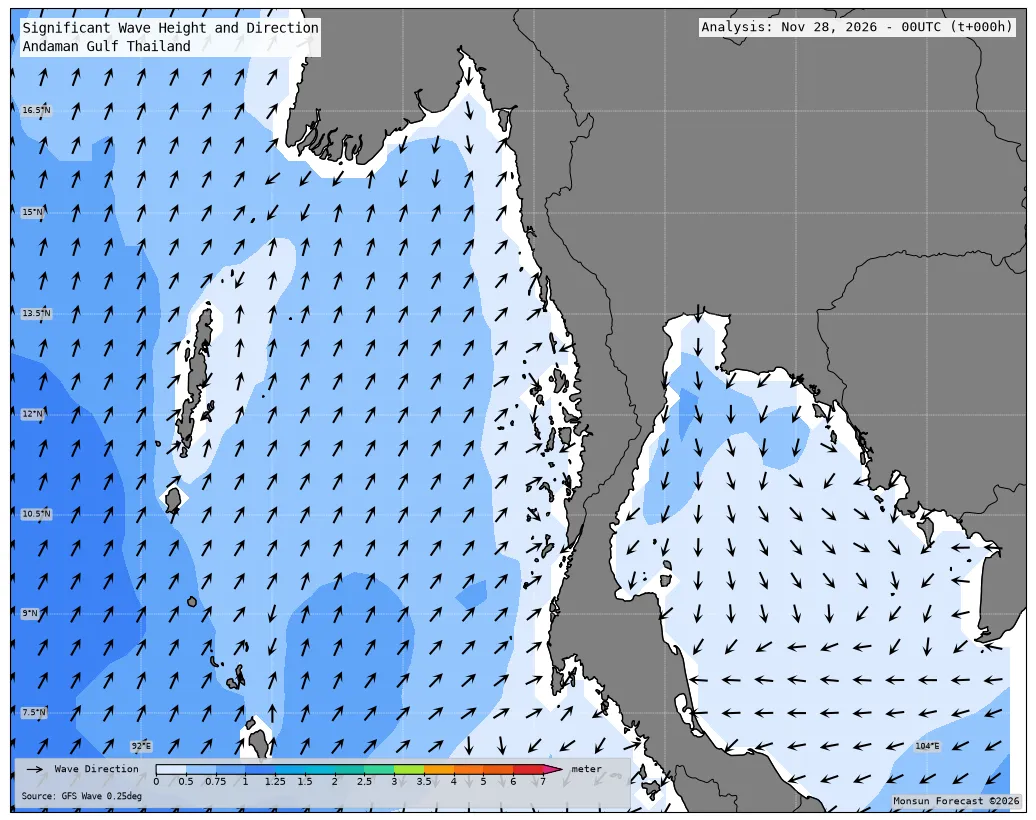 Significant Wave Height and Direction
Andaman Gulf Thailand
Analysis: Nov 28, 2026 - 00UTC (t+000h)
16.5°N
15°N
13.5°N
12°N
10.5°N
9°N
7.5°N
92°E
104°E
Wave Direction
meter
0 0.5 0.75 1 1.25 1.5 2 2.5 3 3.5 4 5 6 7
Source: GFS Wave 0.25deg
Monsun Forecast ©2026